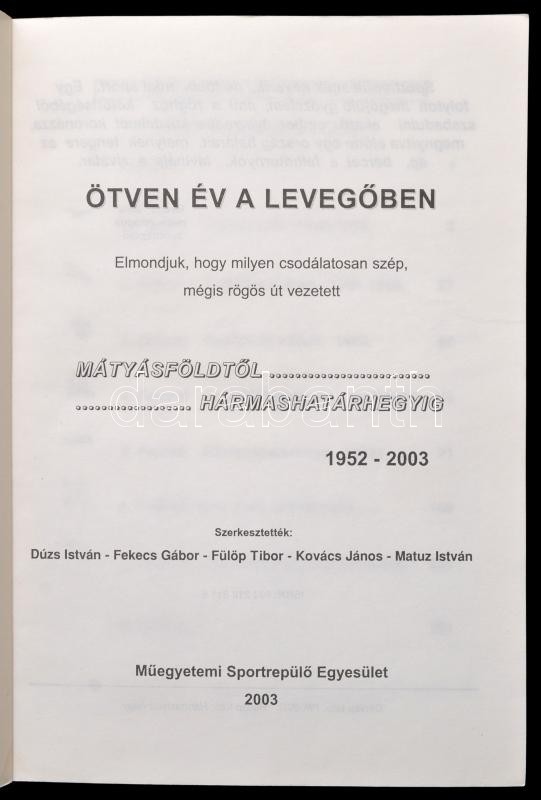 ÖTVEN ÉV A LEVEGŐBEN
Elmondjuk, hogy milyen csodálatosan szép,
mégis rögös út vezetett
MÁTYÁSFÖLDTŐL..........................
................... HÁRMASHATÁRHEGYIG
darabanth
1952 - 2003
Szerkesztették:
Dúzs István - Fekecs Gábor - Fülöp Tibor - Kovács János - Matuz István
Műegyetemi Sportrepülő Egyesület
2003